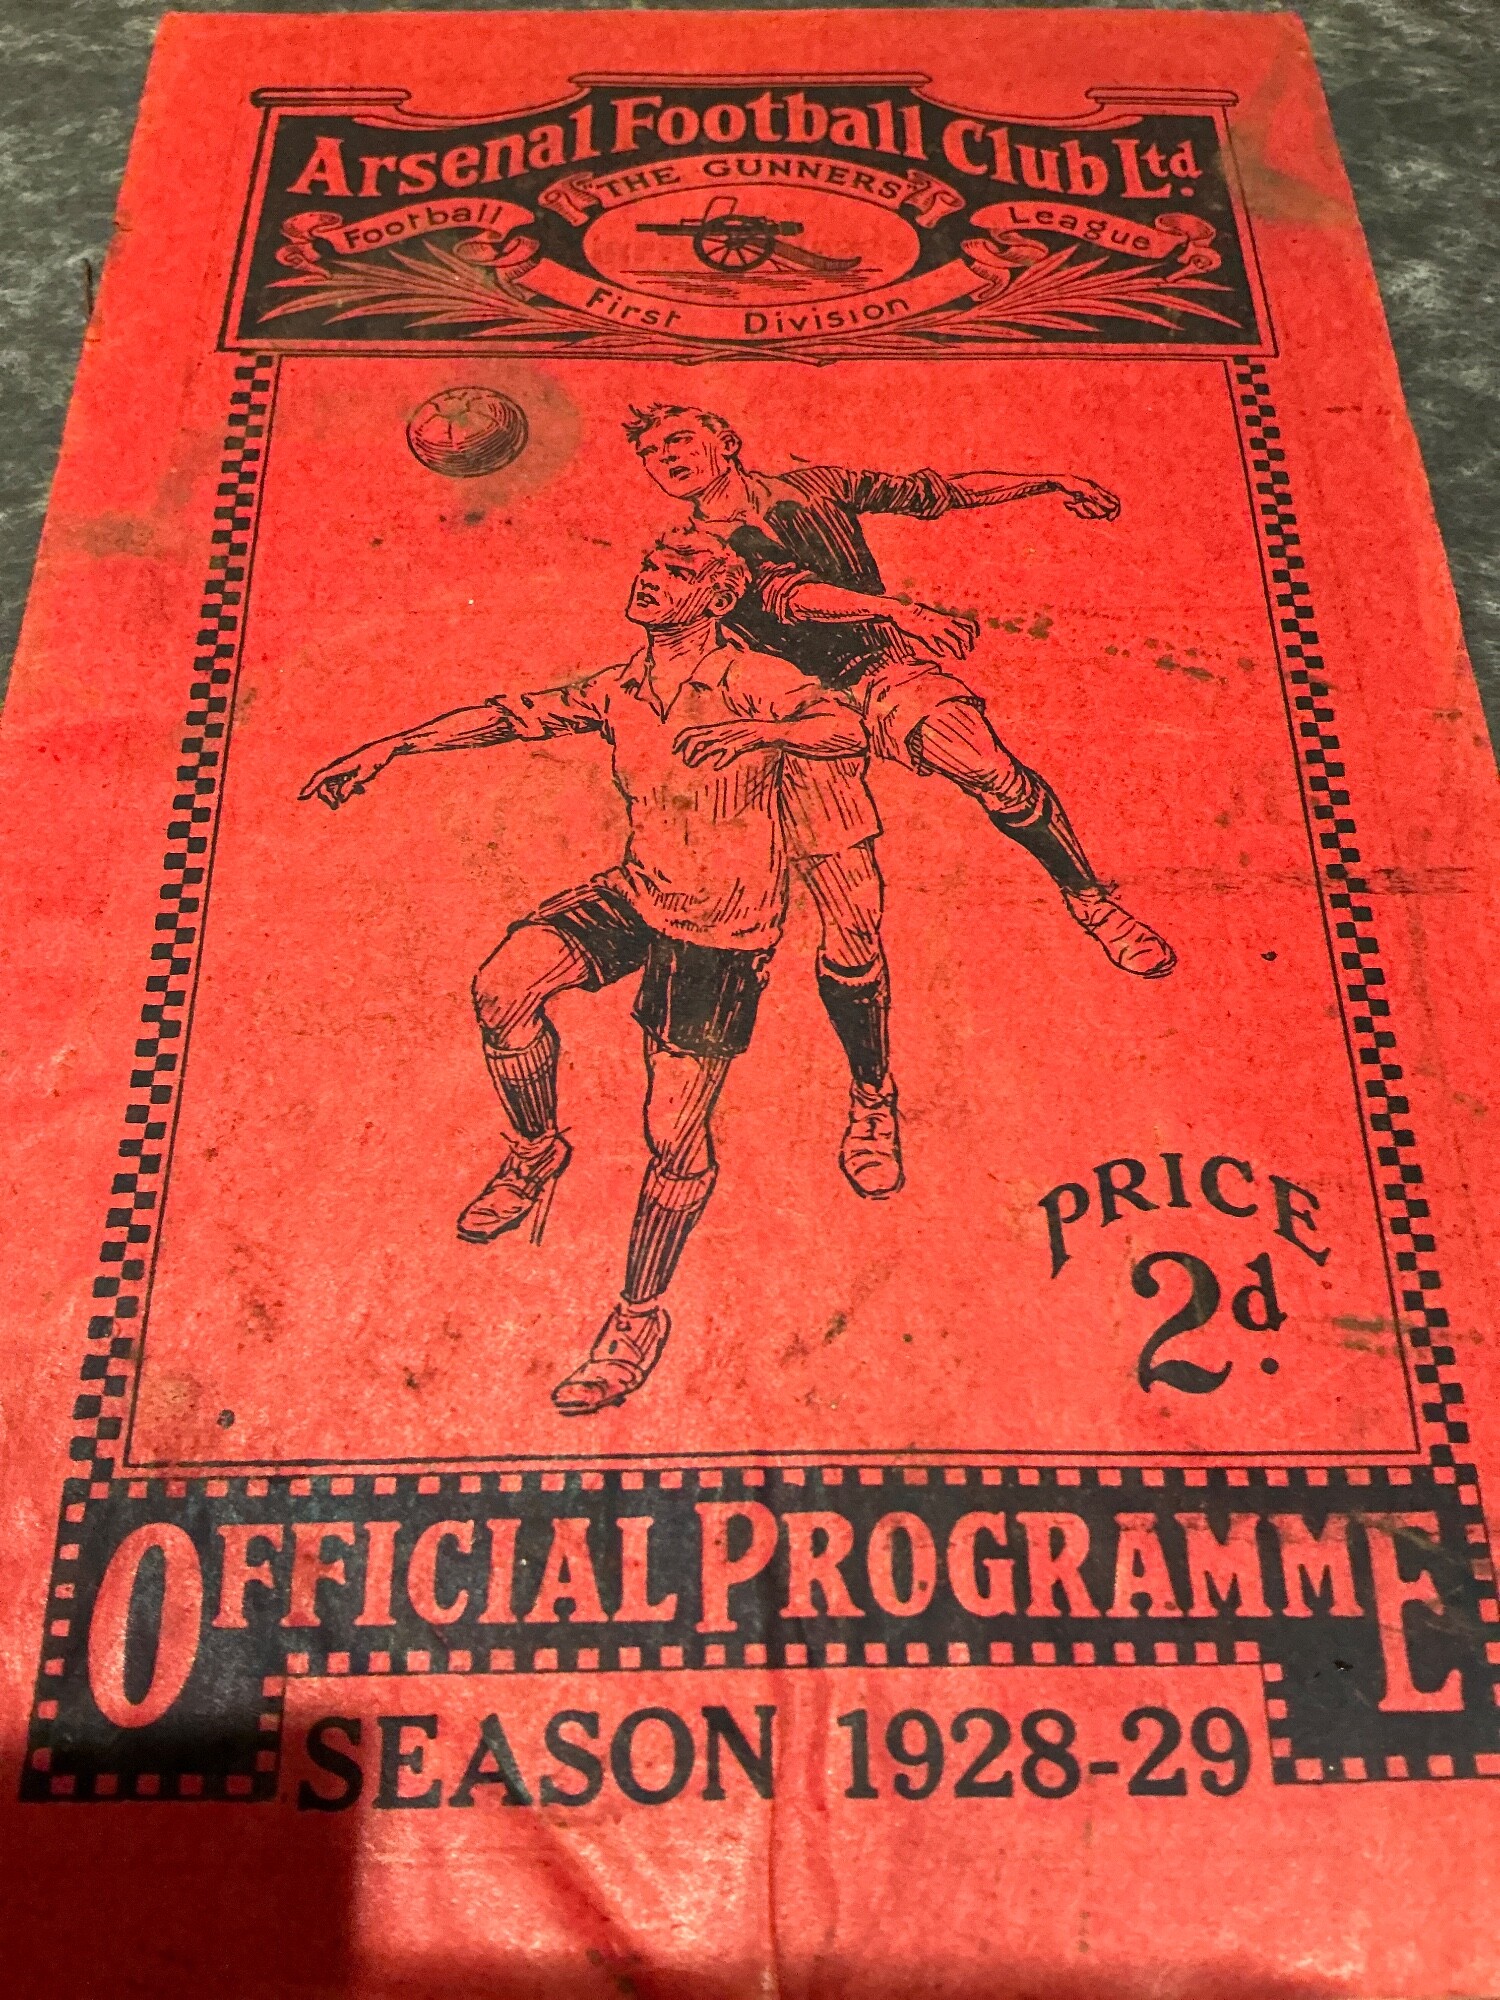 Arsenal Football Club Ltd.
THE GUNNERS
Football League
First Division
PRICE
2d.
OFFICIAL PROGRAMME
SEASON 1928-29